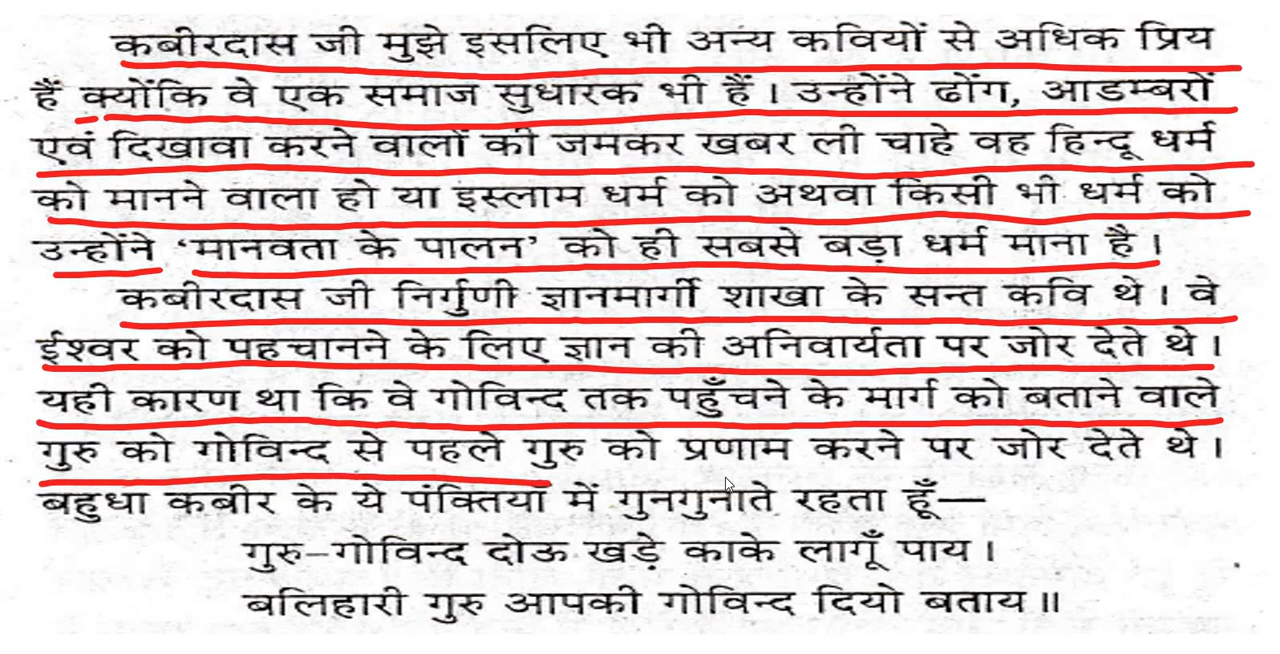 कबीरदास जी मुझे इसलिए भी अन्य कवियों से अधिक प्रिय
हैं क्योंकि वे एक समाज सुधारक भी हैं। उन्होंने ढोंग, आडम्बरों
एवं दिखावा करने वालों की जमकर खबर ली चाहे वह हिन्दू धर्म
को मानने वाला हो या इस्लाम धर्म को अथवा किसी भी धर्म को
उन्होंने ‘मानवता के पालन’ को ही सबसे बड़ा धर्म माना है।
कबीरदास जी निर्गुणी ज्ञानमार्गी शाखा के सन्त कवि थे। वे
ईश्वर को पहचानने के लिए ज्ञान की अनिवार्यता पर जोर देते थे।
यही कारण था कि वे गोविन्द तक पहुँचने के मार्ग को बताने वाले
गुरु को गोविन्द से पहले गुरु को प्रणाम करने पर जोर देते थे।
बहुधा कबीर के ये पंक्तियाँ में गुनगुनाते रहता हूँ—
गुरु-गोविन्द दोऊ खड़े काके लागूँ पाय।
बलिहारी गुरु आपकी गोविन्द दियो बताय॥